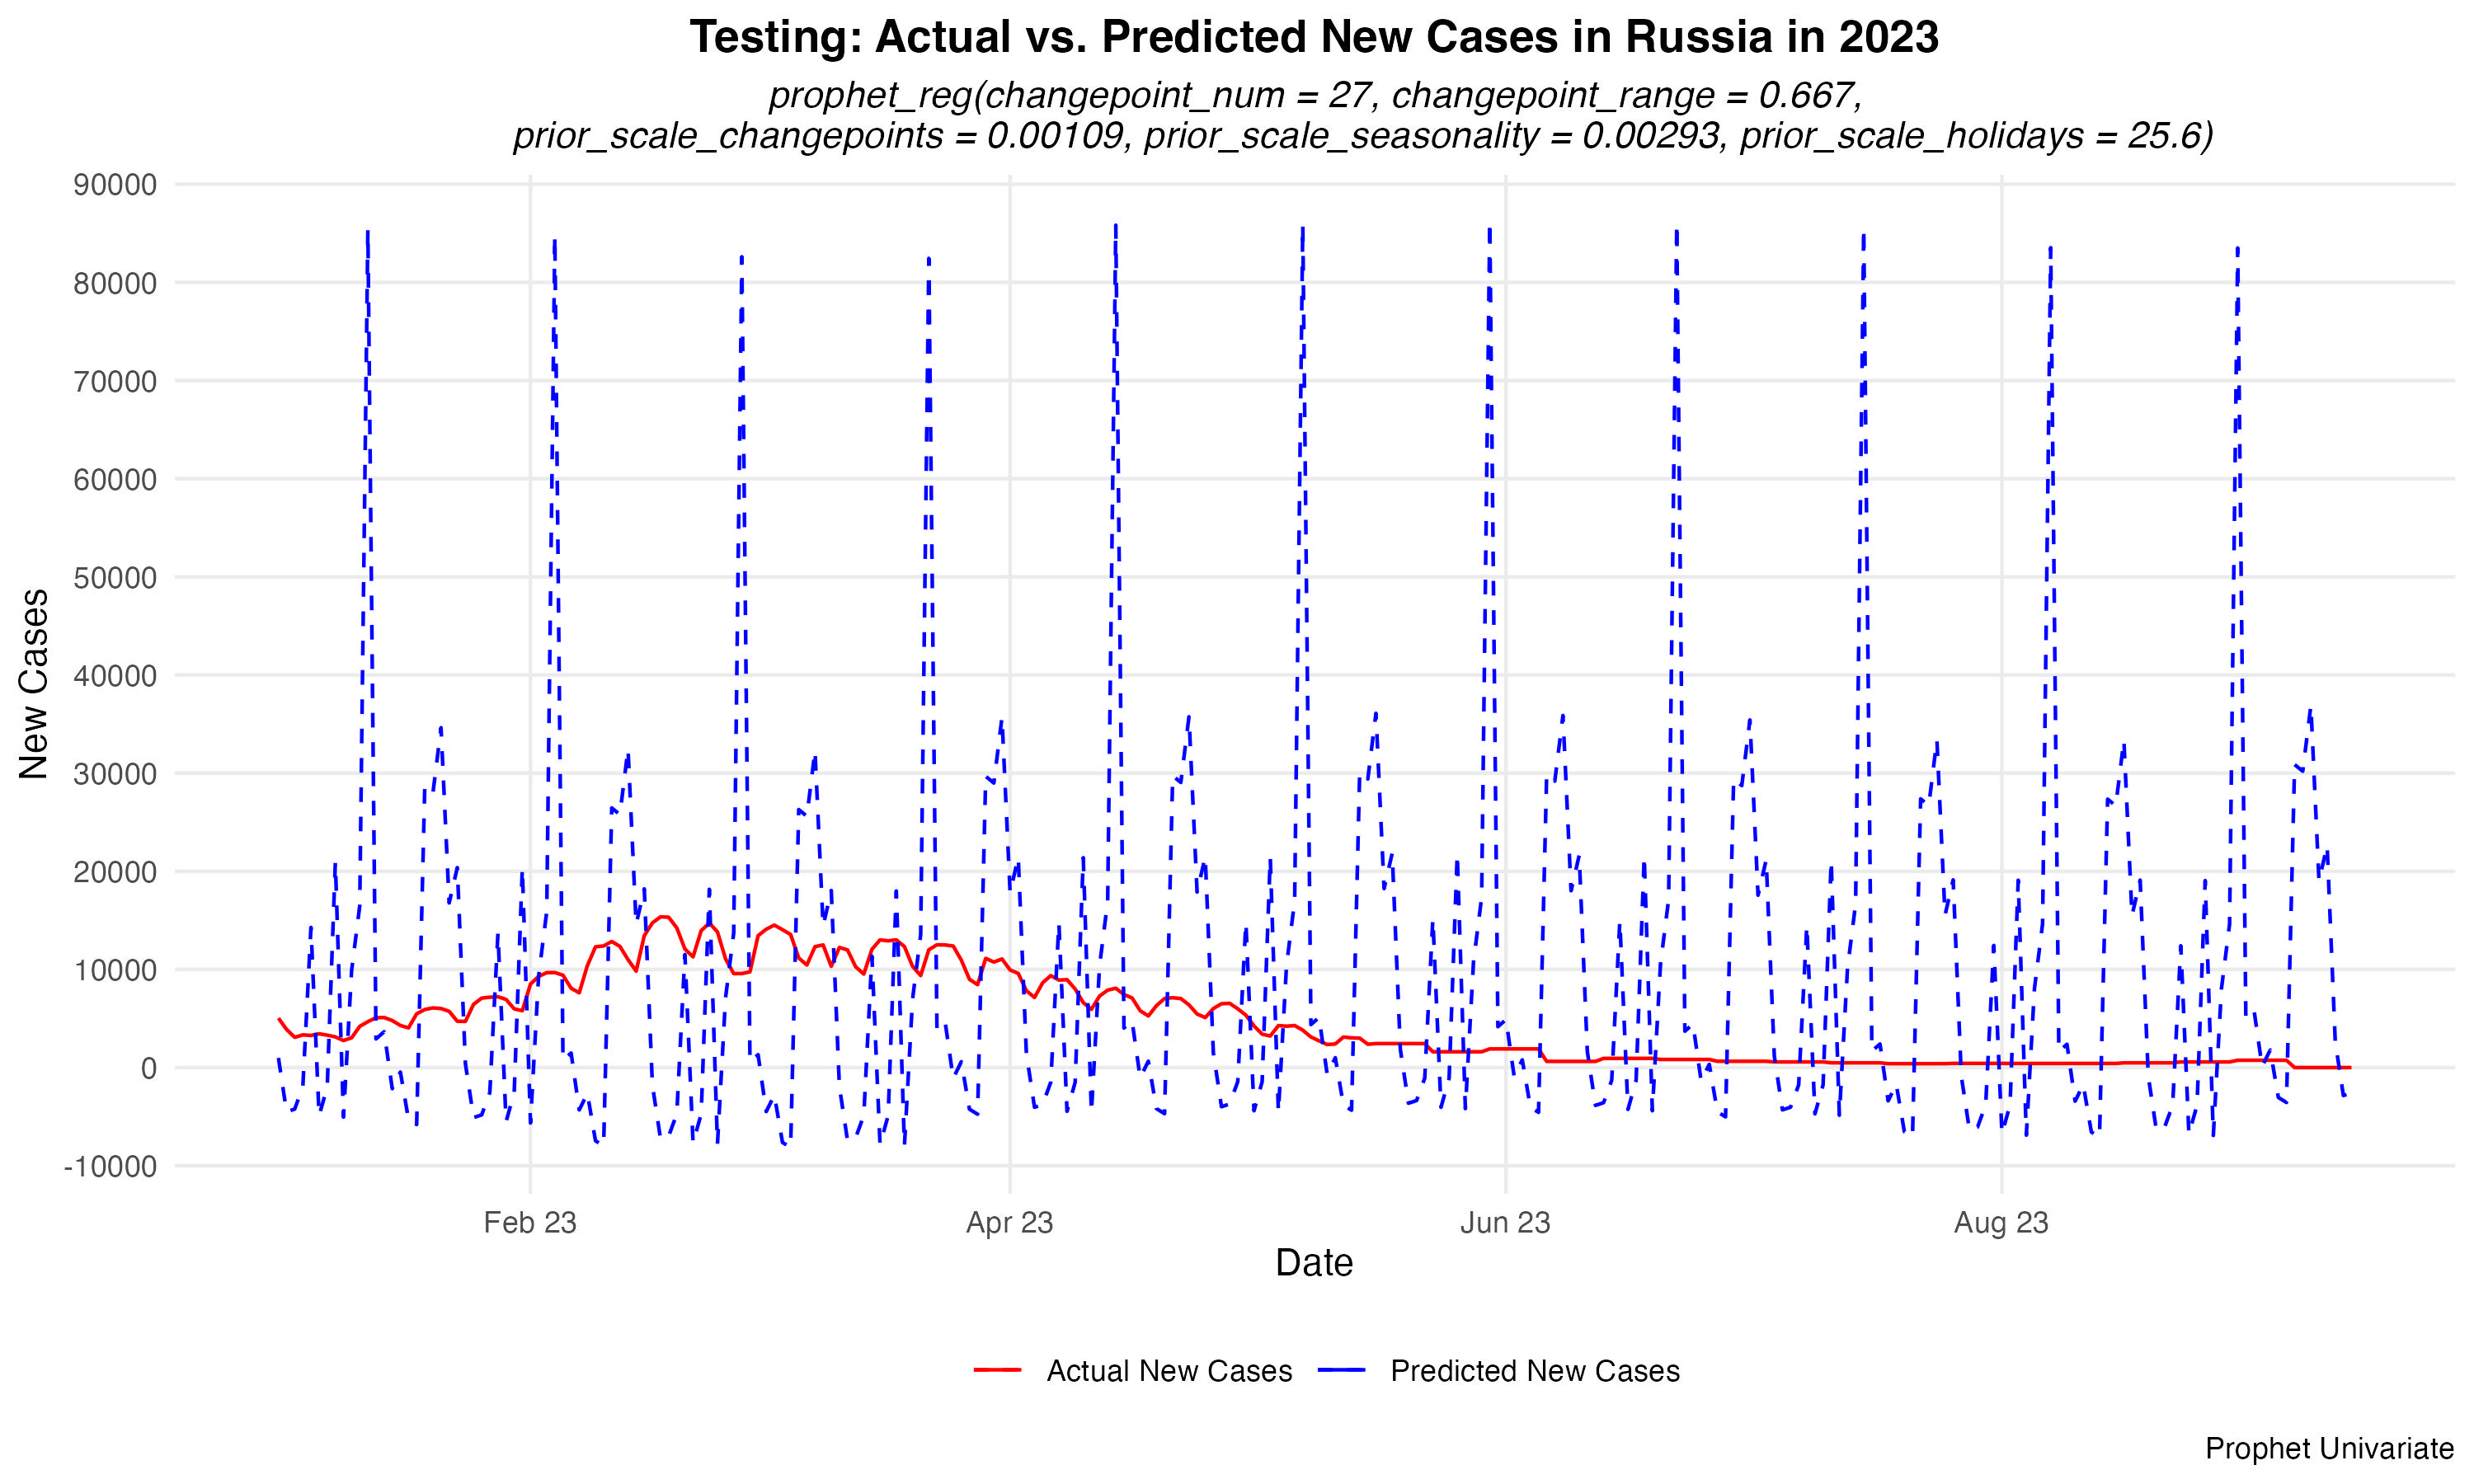 Testing: Actual vs. Predicted New Cases in Russia in 2023
prophet_reg(changepoint_num = 27, changepoint_range = 0.667,
prior_scale_changepoints = 0.00109, prior_scale_seasonality = 0.00293, prior_scale_holidays = 25.6)
90000
80000
70000
60000
50000
40000
30000
20000
10000
0
-10000
New Cases
Feb 23
Apr 23
Jun 23
Aug 23
Date
Actual New Cases
Predicted New Cases
Prophet Univariate